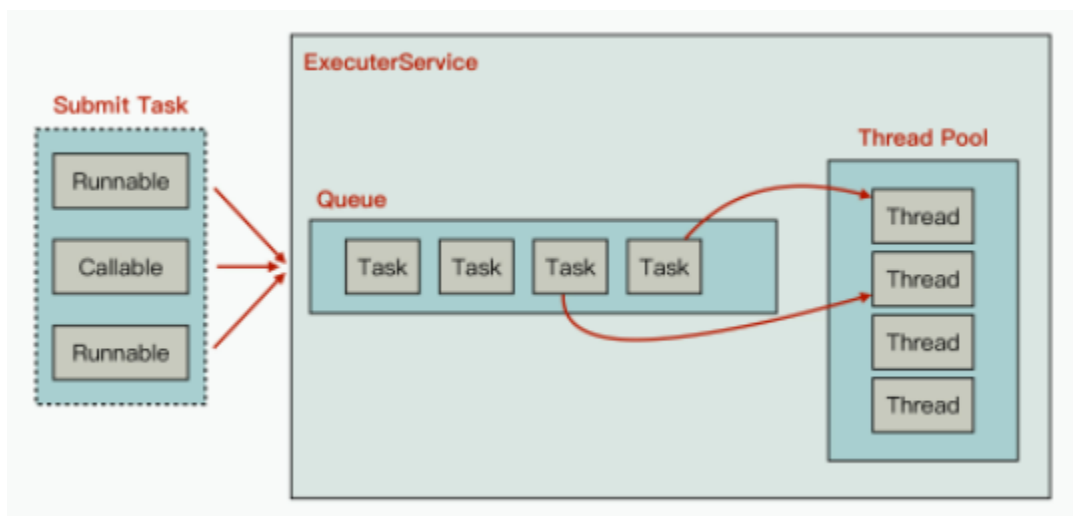 ExecuterService
Submit Task
Runnable
Callable
Runnable
Queue
Task
Task
Task
Task
Thread Pool
Thread
Thread
Thread
Thread